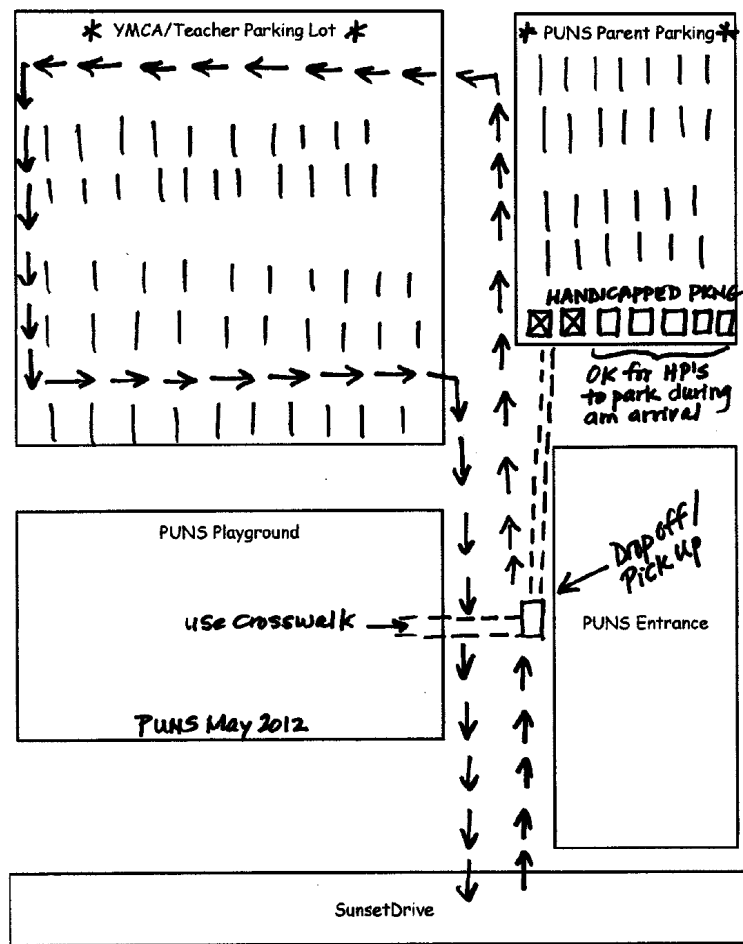 * YMCA/Teacher Parking Lot *
* PUNS Parent Parking *
HANDICAPPED PKNG
OK for HP'S
to park during
am arrival
PUNS Playground
Drop off/
Pick Up
use crosswalk
PUNS Entrance
PUNS May 2012
SunsetDrive